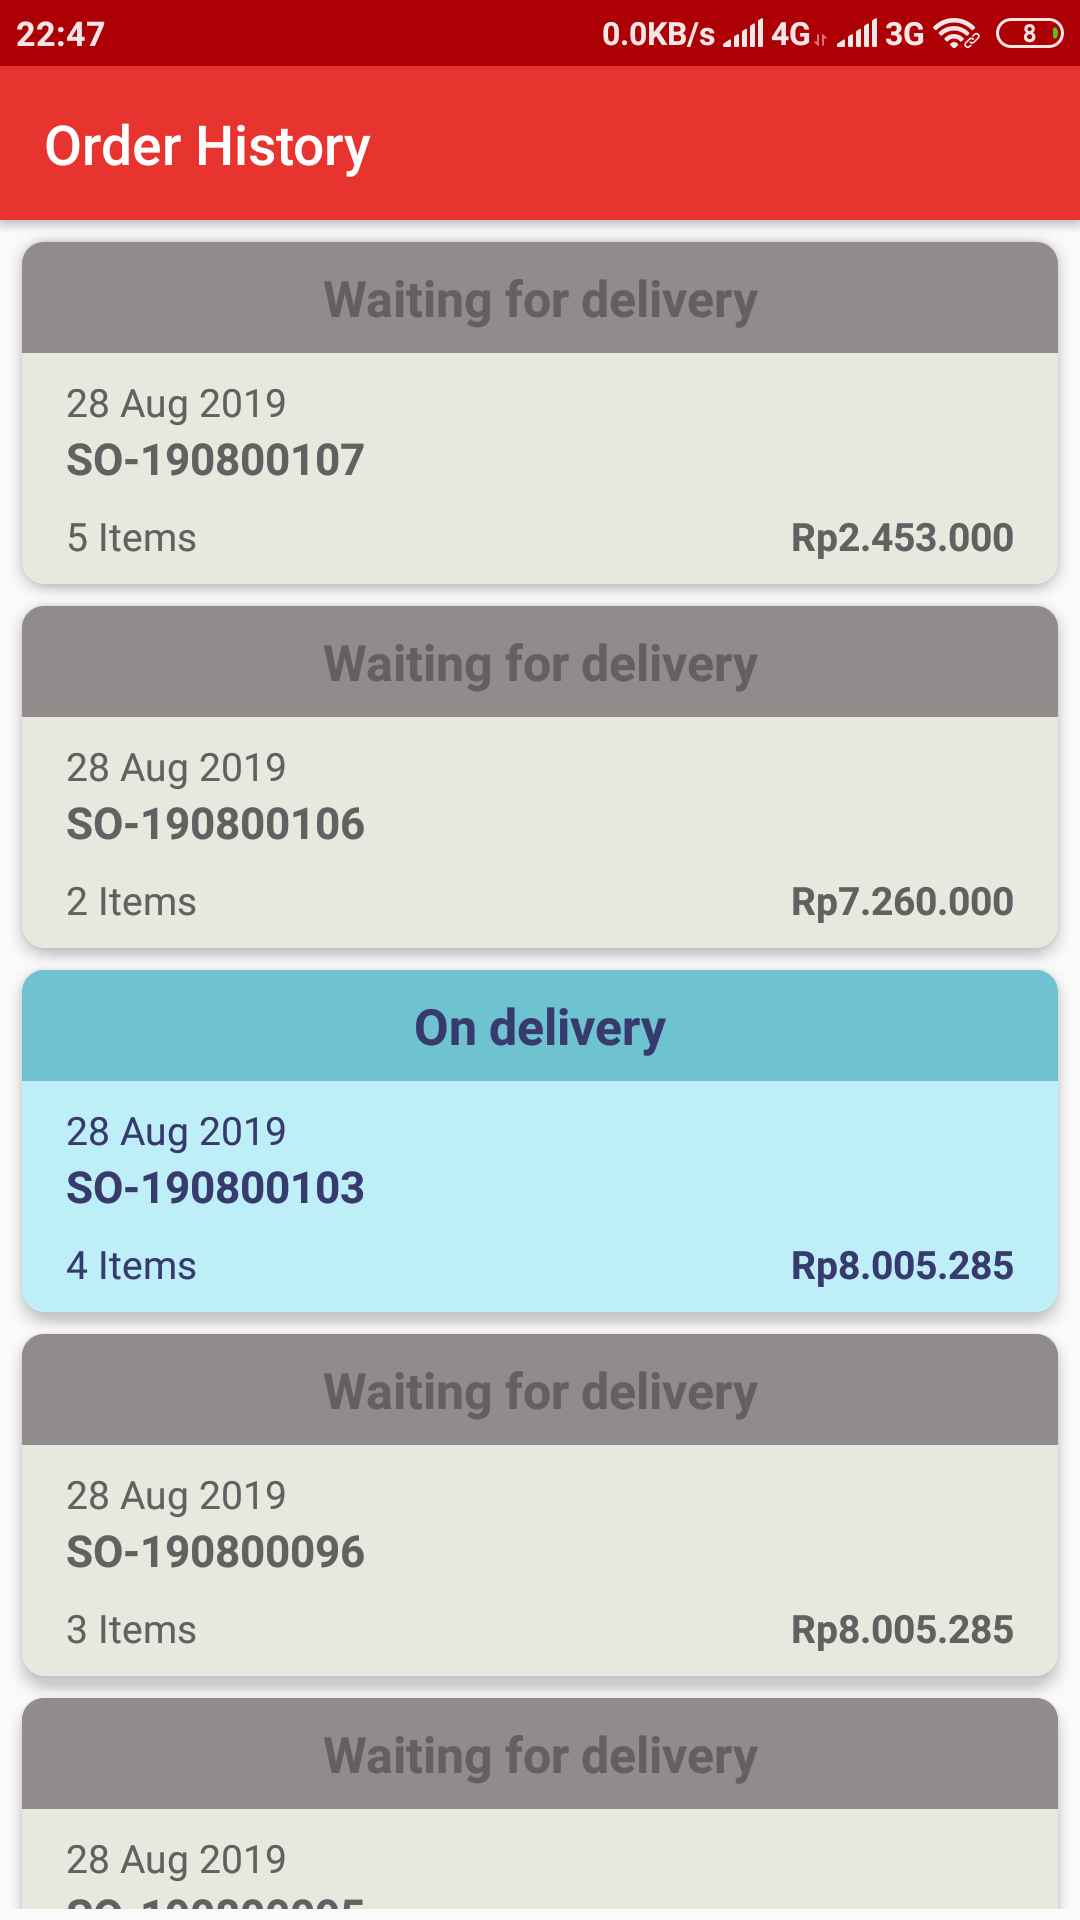 22:47 0.0KB/s 4G 3G 8
Order History
Waiting for delivery
28 Aug 2019
SO-190800107
5 Items Rp2.453.000
Waiting for delivery
28 Aug 2019
SO-190800106
2 Items Rp7.260.000
On delivery
28 Aug 2019
SO-190800103
4 Items Rp8.005.285
Waiting for delivery
28 Aug 2019
SO-190800096
3 Items Rp8.005.285
Waiting for delivery
28 Aug 2019